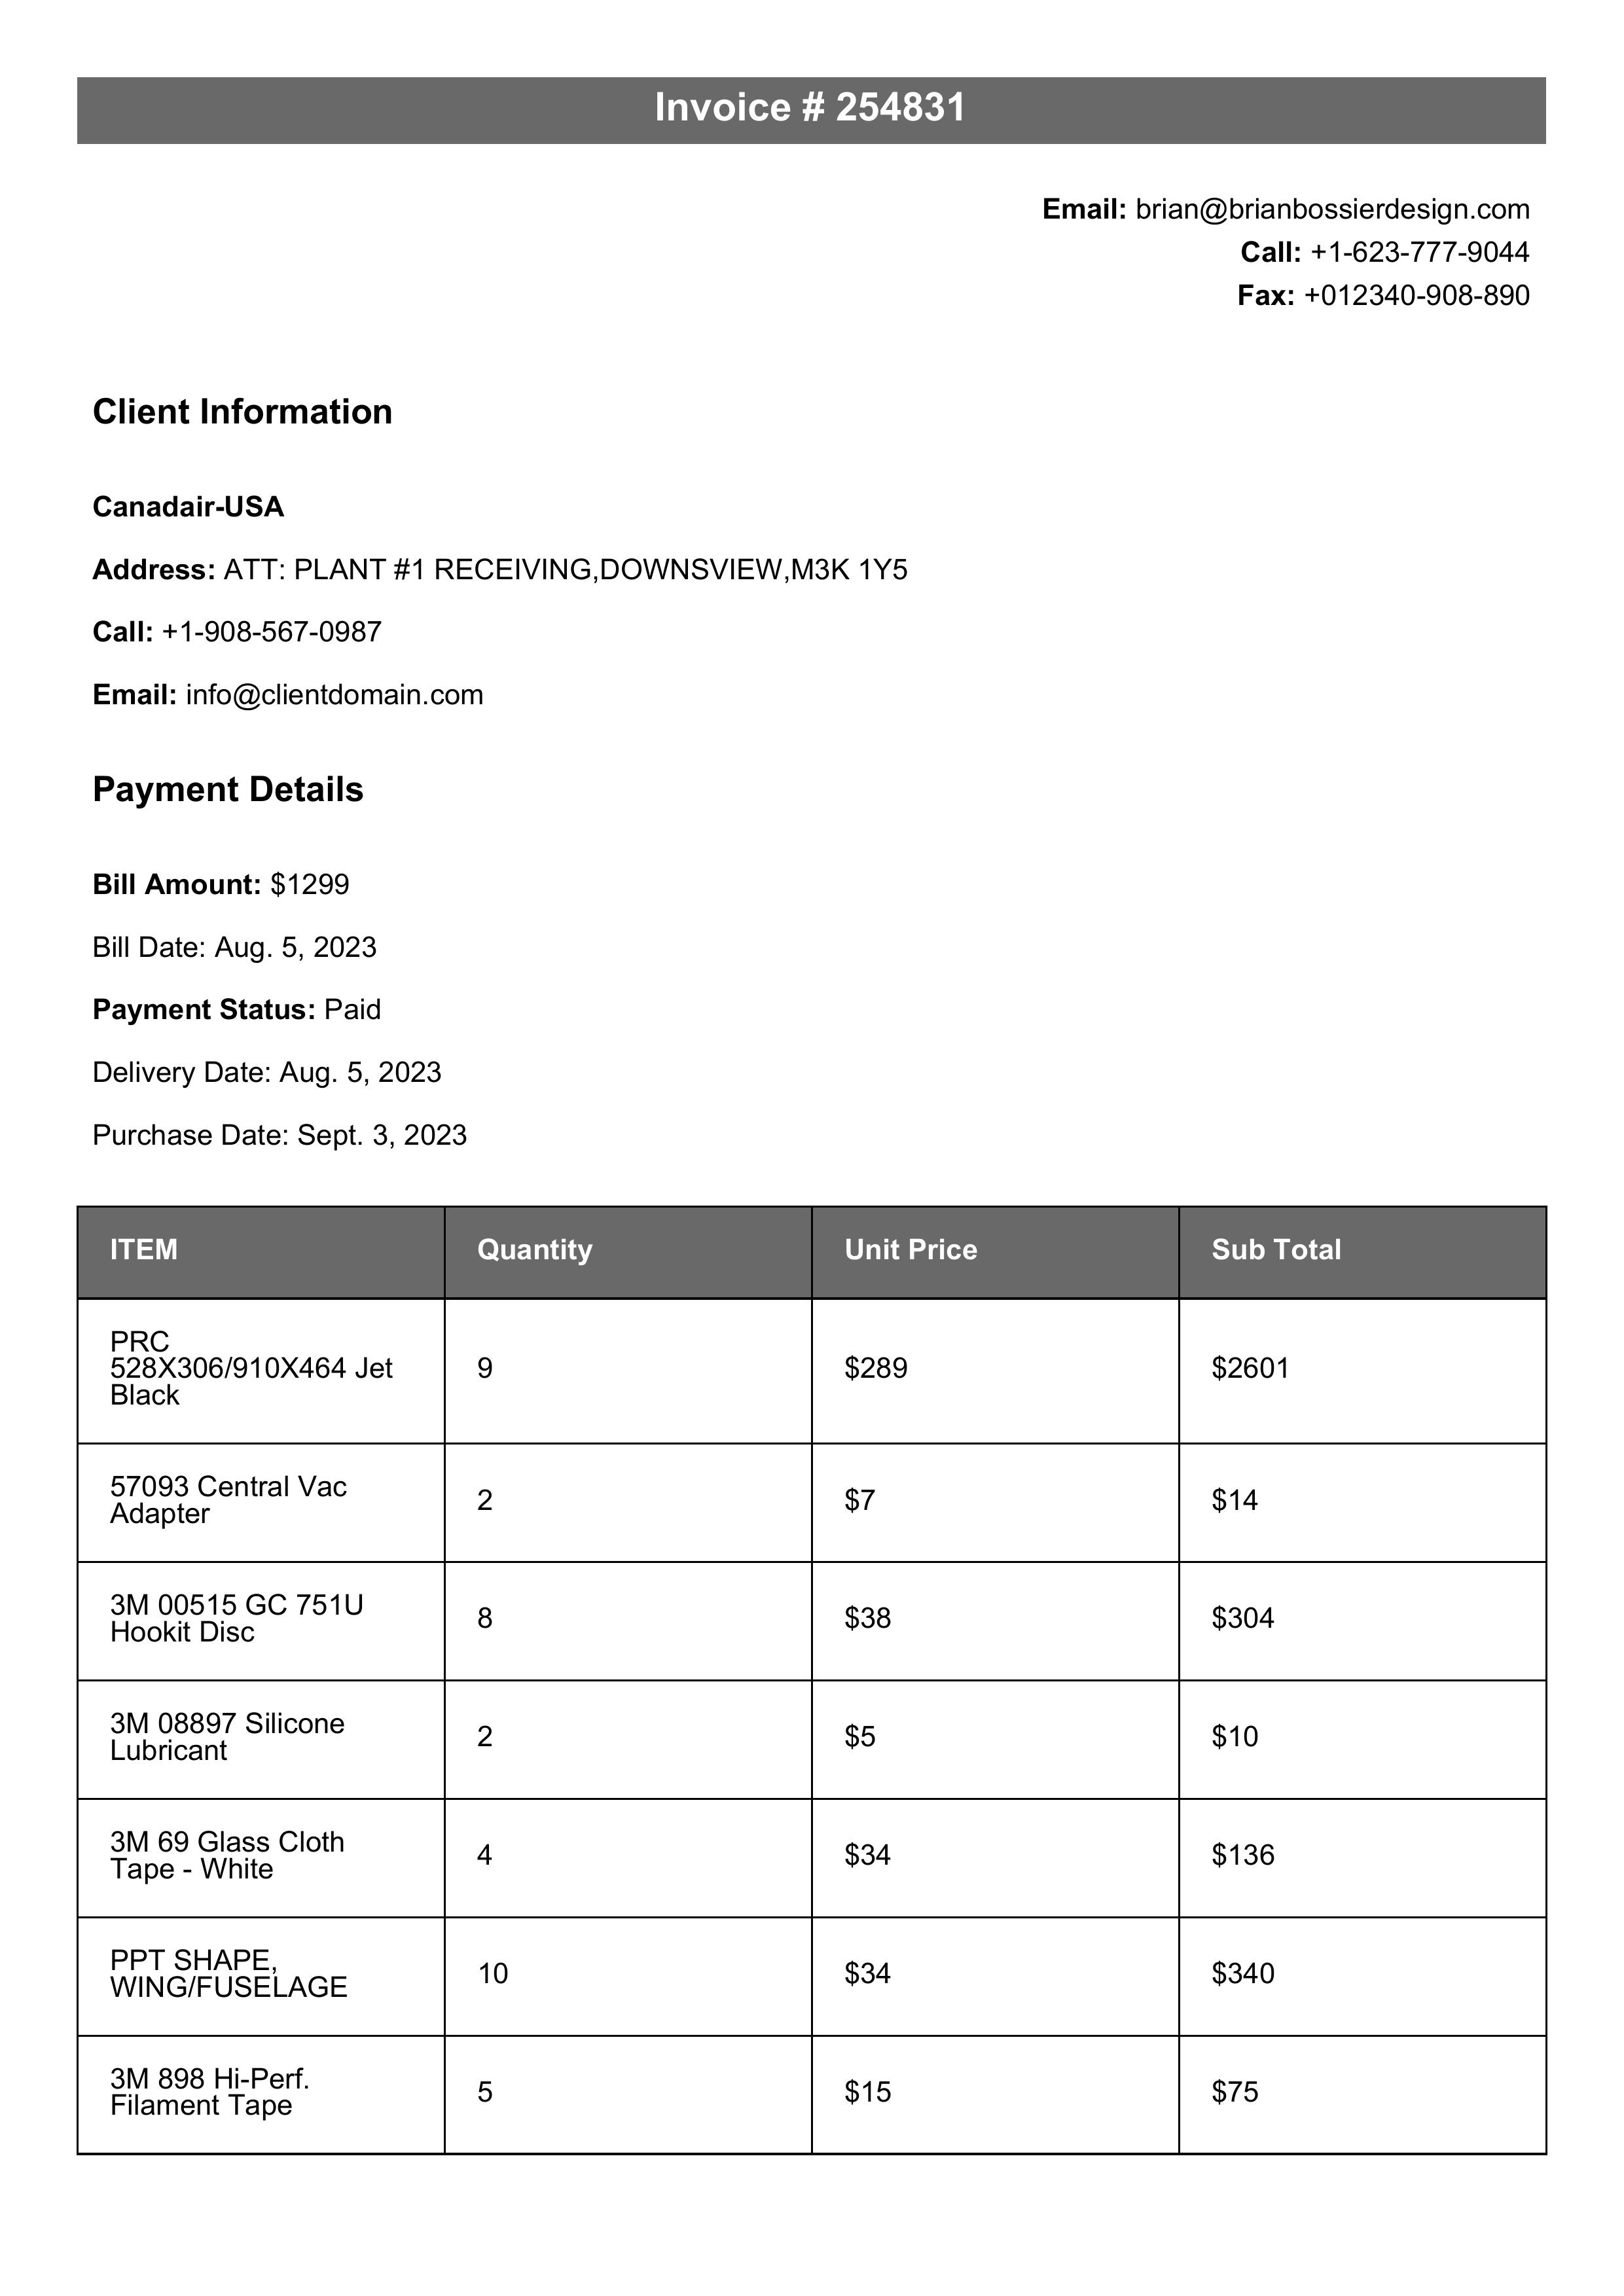 Invoice # 254831
Email: brian@brianbossierdesign.com
Call: +1-623-777-9044
Fax: +012340-908-890
Client Information
Canadair-USA
Address: ATT: PLANT #1 RECEIVING,DOWNSVIEW,M3K 1Y5
Call: +1-908-567-0987
Email: info@clientdomain.com
Payment Details
Bill Amount: $1299
Bill Date: Aug. 5, 2023
Payment Status: Paid
Delivery Date: Aug. 5, 2023
Purchase Date: Sept. 3, 2023
ITEM Quantity Unit Price Sub Total
PRC
528X306/910X464 Jet
Black
9 $289 $2601
57093 Central Vac
Adapter
2 $7 $14
3M 00515 GC 751U
Hookit Disc
8 $38 $304
3M 08897 Silicone
Lubricant
2 $5 $10
3M 69 Glass Cloth
Tape - White
4 $34 $136
PPT SHAPE,
WING/FUSELAGE
10 $34 $340
3M 898 Hi-Perf.
Filament Tape
5 $15 $75